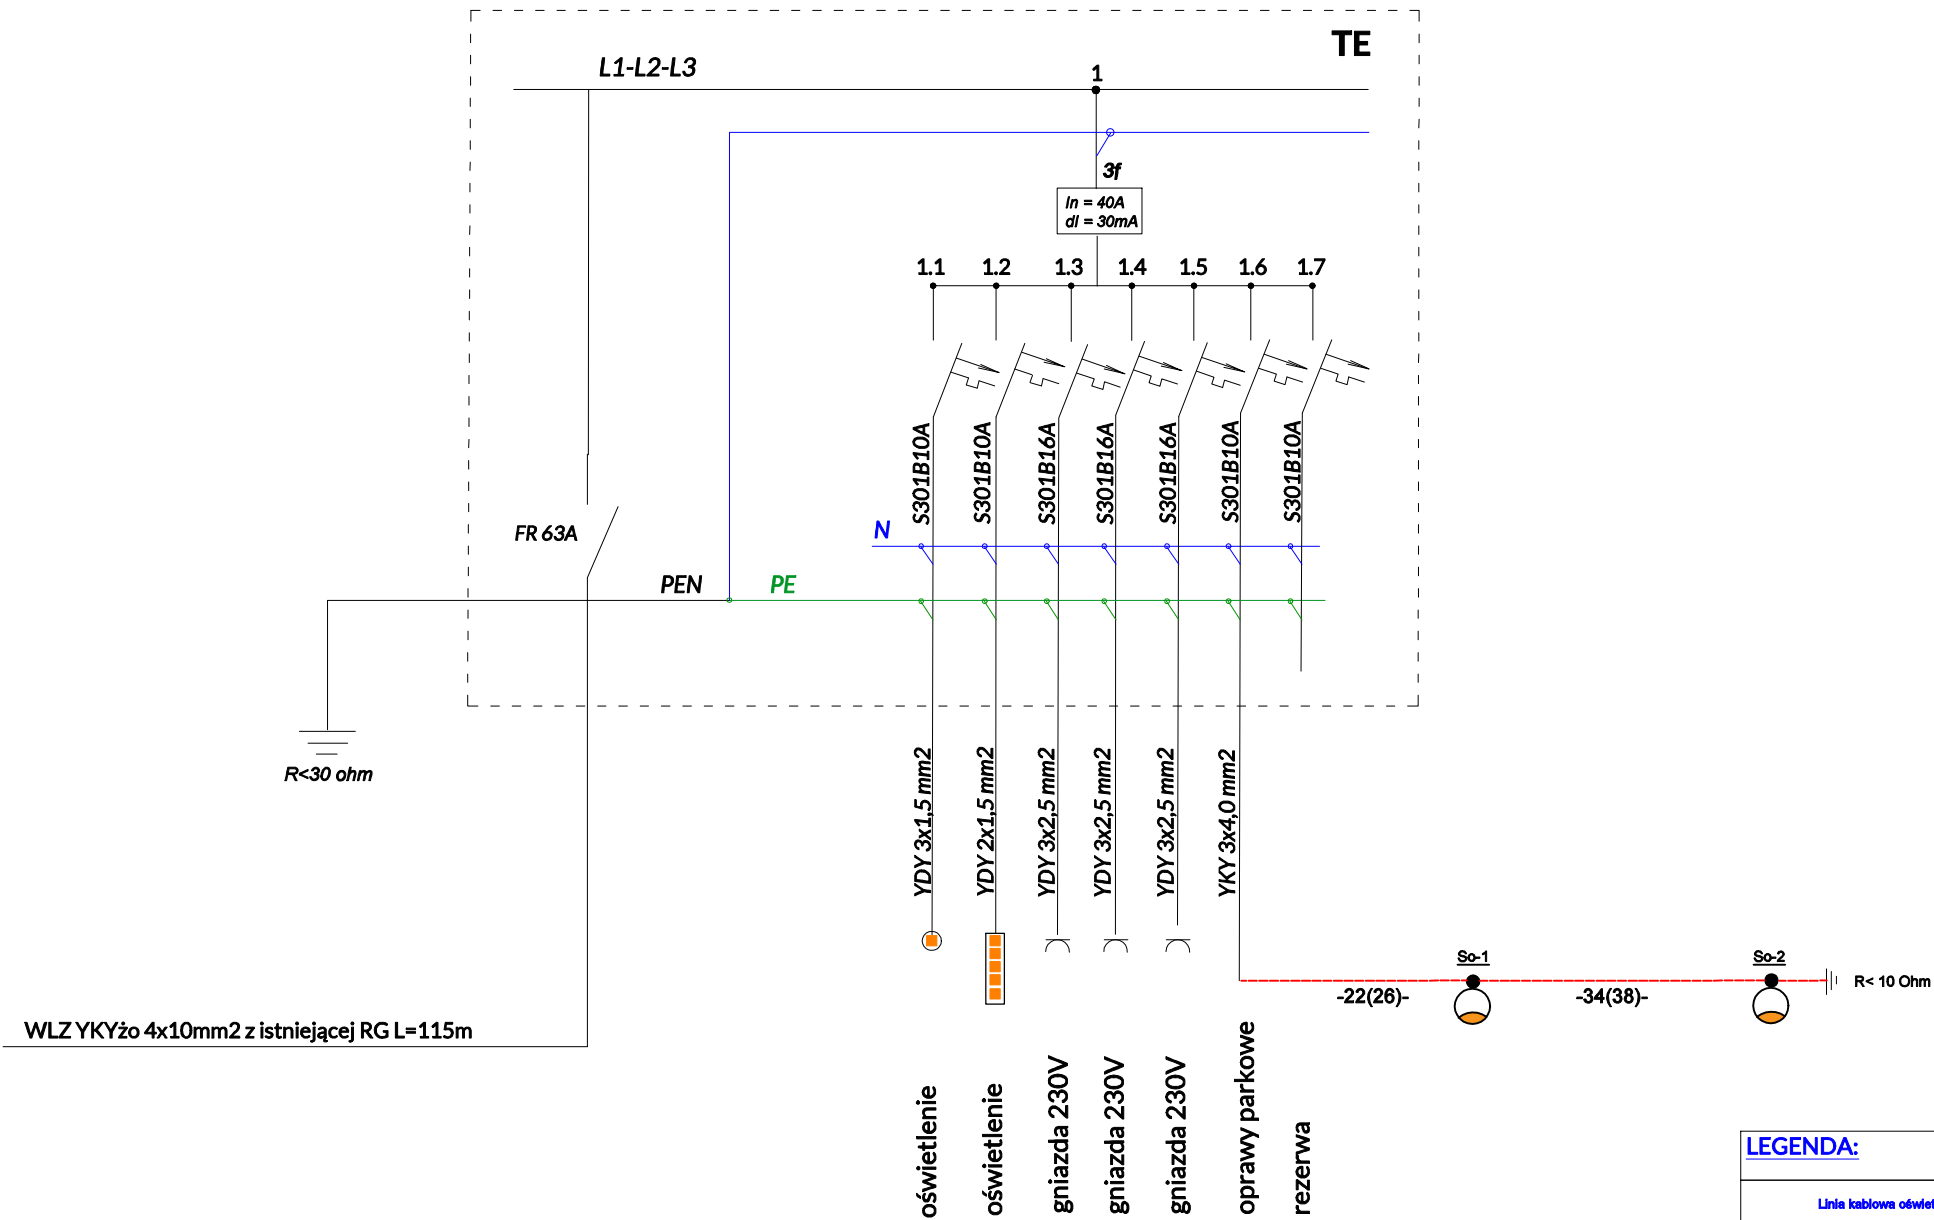 TE
L1-L2-L3
1
3f
In = 40A
dI = 30mA
1.1 1.2 1.3 1.4 1.5 1.6 1.7
S301B10A
S301B10A
S301B16A
S301B16A
S301B16A
S301B10A
S301B10A
FR 63A
N
PEN
PE
R<30 ohm
YDY 3x1,5 mm2
YDY 2x1,5 mm2
YDY 3x2,5 mm2
YDY 3x2,5 mm2
YDY 3x2,5 mm2
YKY 3x4,0 mm2
So-1
So-2
-22(26)-
-34(38)-
R< 10 Ohm
WLZ YKYżo 4x10mm2 z istniejącej RG L=115m
oświetlenie
oświetlenie
gniazda 230V
gniazda 230V
gniazda 230V
oprawy parkowe
rezerwa
LEGENDA:
Linia kablowa